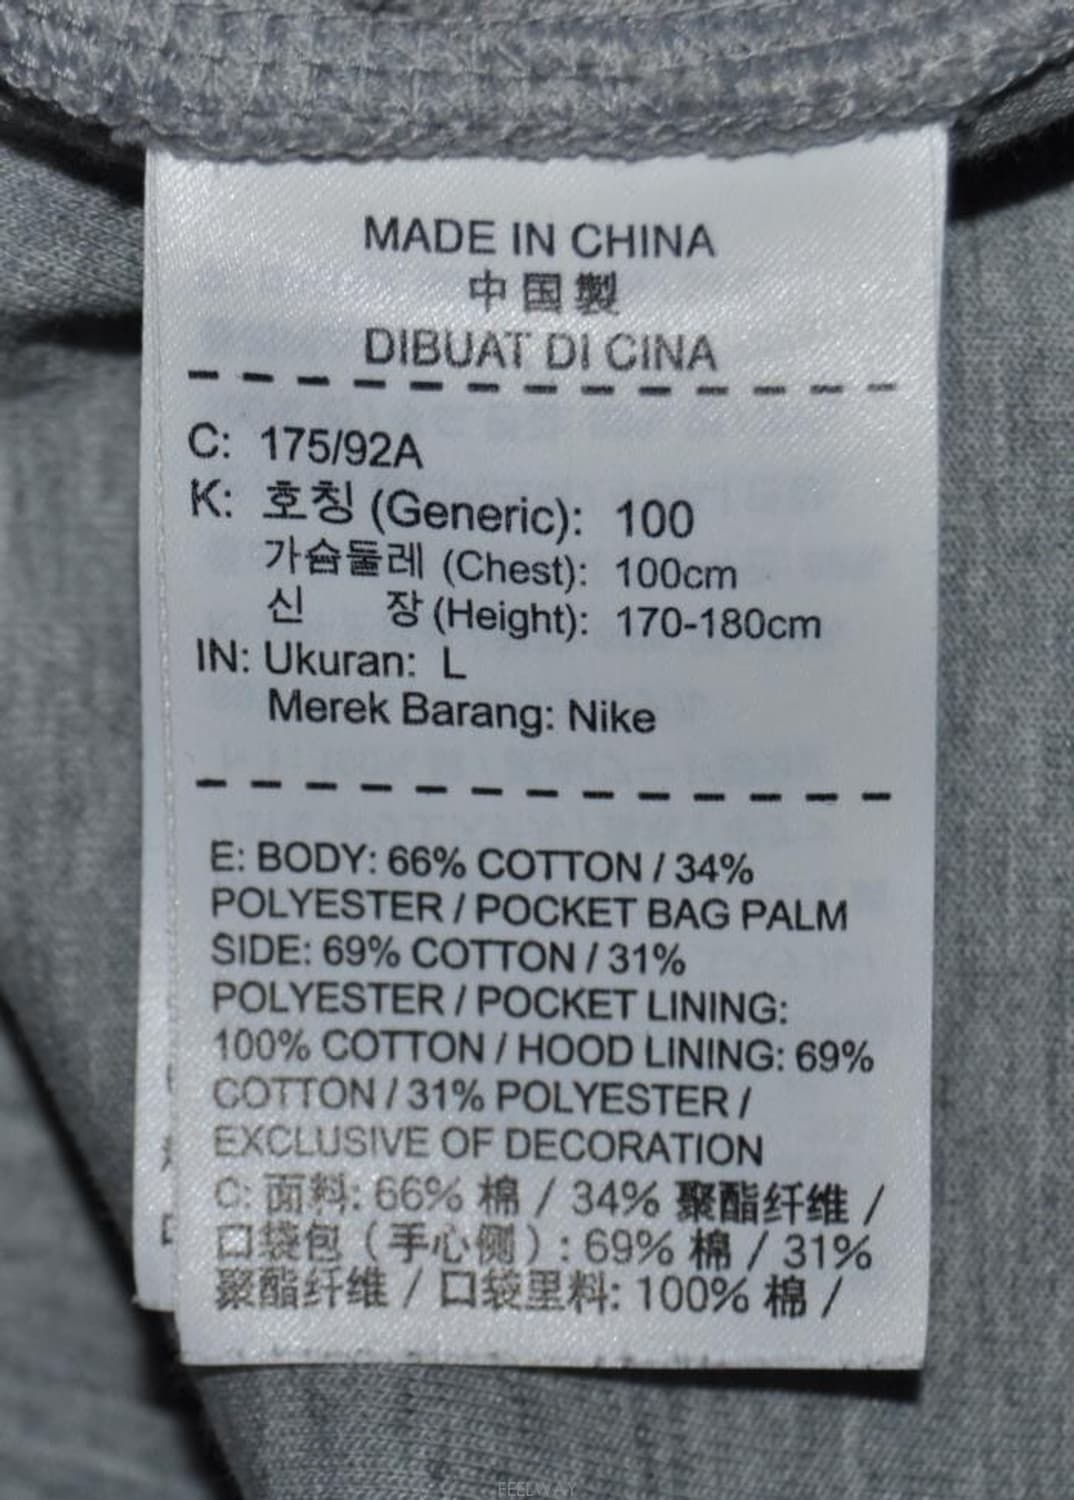 MADE IN CHINA
中国製
DIBUAT DI CINA
C: 175/92A
K: 호칭 (Generic): 100
가슴둘레 (Chest): 100cm
신 장 (Height): 170-180cm
IN: Ukuran: L
Merek Barang: Nike
E: BODY: 66% COTTON / 34%
POLYESTER / POCKET BAG PALM
SIDE: 69% COTTON / 31%
POLYESTER / POCKET LINING:
100% COTTON / HOOD LINING: 69%
COTTON / 31% POLYESTER /
EXCLUSIVE OF DECORATION
C: 面料: 66% 棉 / 34% 聚酯纤维 /
口袋包 ( 手心侧 ) : 69% 棉 / 31%
聚酯纤维 / 口袋里料: 100% 棉 /
FEELWAY